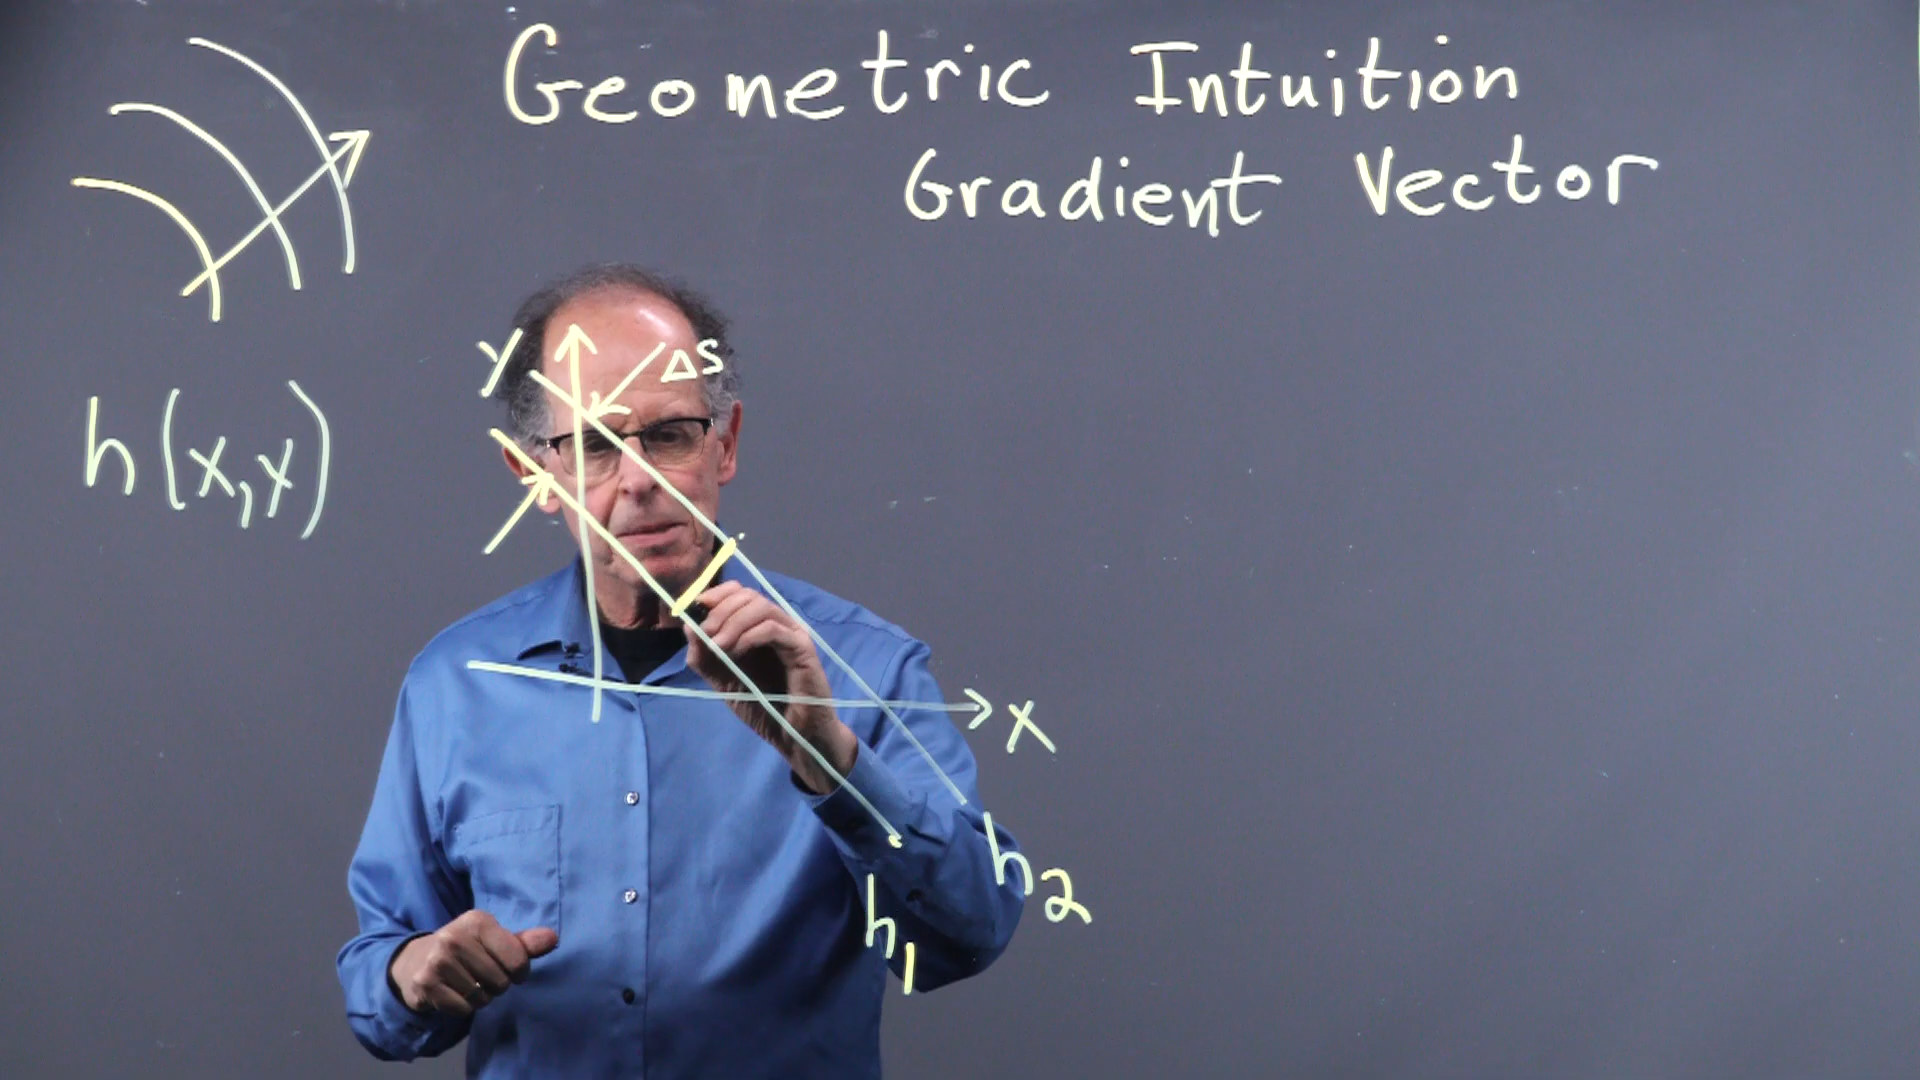 Geometric Intuition
Gradient Vector
y
Δs
h(x,y)
x
h2
h1